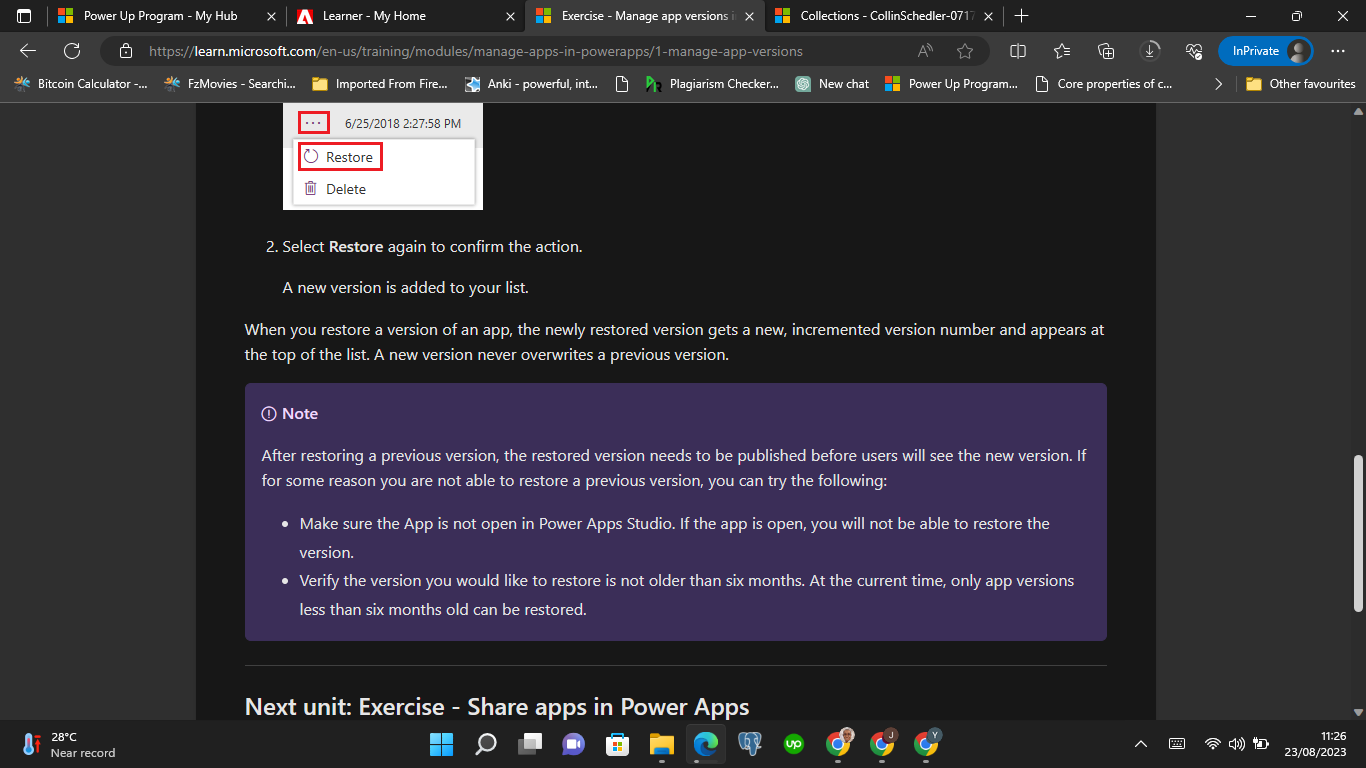 Power Up Program - My Hub
Learner - My Home
Exercise - Manage app versions i
Collections - CollinSchedler-0717
https://learn.microsoft.com/en-us/training/modules/manage-apps-in-powerapps/1-manage-app-versions
InPrivate
Bitcoin Calculator -...
FzMovies - Searchi...
Imported From Fire...
Anki - powerful, int...
Plagiarism Checker...
New chat
Power Up Program...
Core properties of c...
Other favourites
··· 6/25/2018 2:27:58 PM
Restore
Delete
2. Select Restore again to confirm the action.
A new version is added to your list.
When you restore a version of an app, the newly restored version gets a new, incremented version number and appears at
the top of the list. A new version never overwrites a previous version.
Note
After restoring a previous version, the restored version needs to be published before users will see the new version. If
for some reason you are not able to restore a previous version, you can try the following:
• Make sure the App is not open in Power Apps Studio. If the app is open, you will not be able to restore the
version.
• Verify the version you would like to restore is not older than six months. At the current time, only app versions
less than six months old can be restored.
Next unit: Exercise - Share apps in Power Apps
28°C
Near record
up
J
Y
11:26
23/08/2023